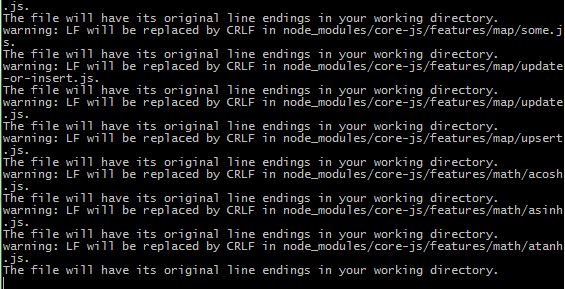 .js.
The file will have its original line endings in your working directory.
warning: LF will be replaced by CRLF in node_modules/core-js/features/map/some.j
s.
The file will have its original line endings in your working directory.
warning: LF will be replaced by CRLF in node_modules/core-js/features/map/update
-or-insert.js.
The file will have its original line endings in your working directory.
warning: LF will be replaced by CRLF in node_modules/core-js/features/map/update
.js.
The file will have its original line endings in your working directory.
warning: LF will be replaced by CRLF in node_modules/core-js/features/map/upsert
.js.
The file will have its original line endings in your working directory.
warning: LF will be replaced by CRLF in node_modules/core-js/features/math/acosh
.js.
The file will have its original line endings in your working directory.
warning: LF will be replaced by CRLF in node_modules/core-js/features/math/asinh
.js.
The file will have its original line endings in your working directory.
warning: LF will be replaced by CRLF in node_modules/core-js/features/math/atanh
.js.
The file will have its original line endings in your working directory.